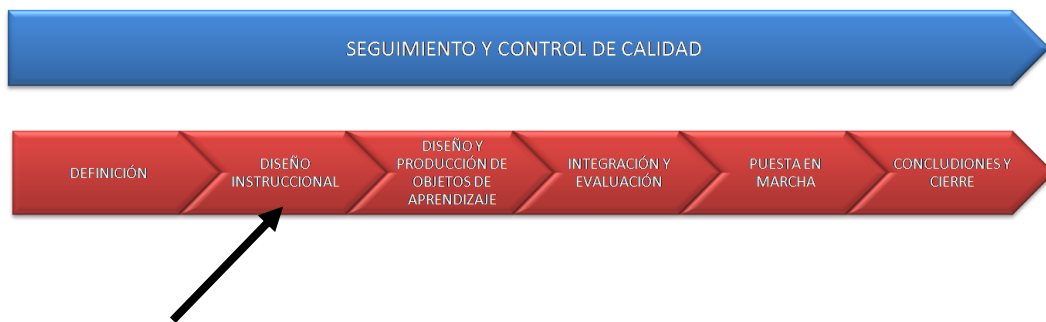 SEGUIMIENTO Y CONTROL DE CALIDAD
DEFINICIÓN
DISEÑO
INSTRUCCIONAL
DISEÑO Y
PRODUCCIÓN DE
OBJETOS DE
APRENDIZAJE
INTEGRACIÓN Y
EVALUACIÓN
PUESTA EN
MARCHA
CONCLUDIONES Y
CIERRE